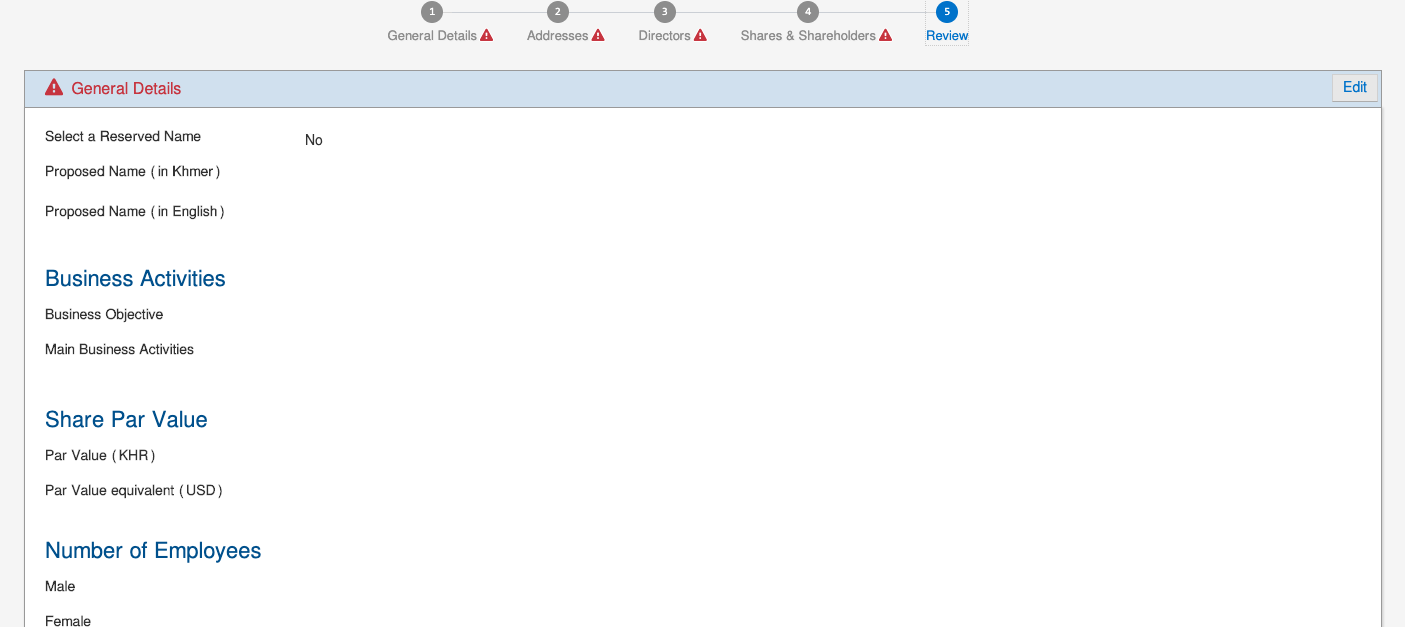 1 2 3 4 5
General Details Addresses Directors Shares & Shareholders Review
General Details Edit
Select a Reserved Name No
Proposed Name (in Khmer)
Proposed Name (in English)
Business Activities
Business Objective
Main Business Activities
Share Par Value
Par Value (KHR)
Par Value equivalent (USD)
Number of Employees
Male
Female